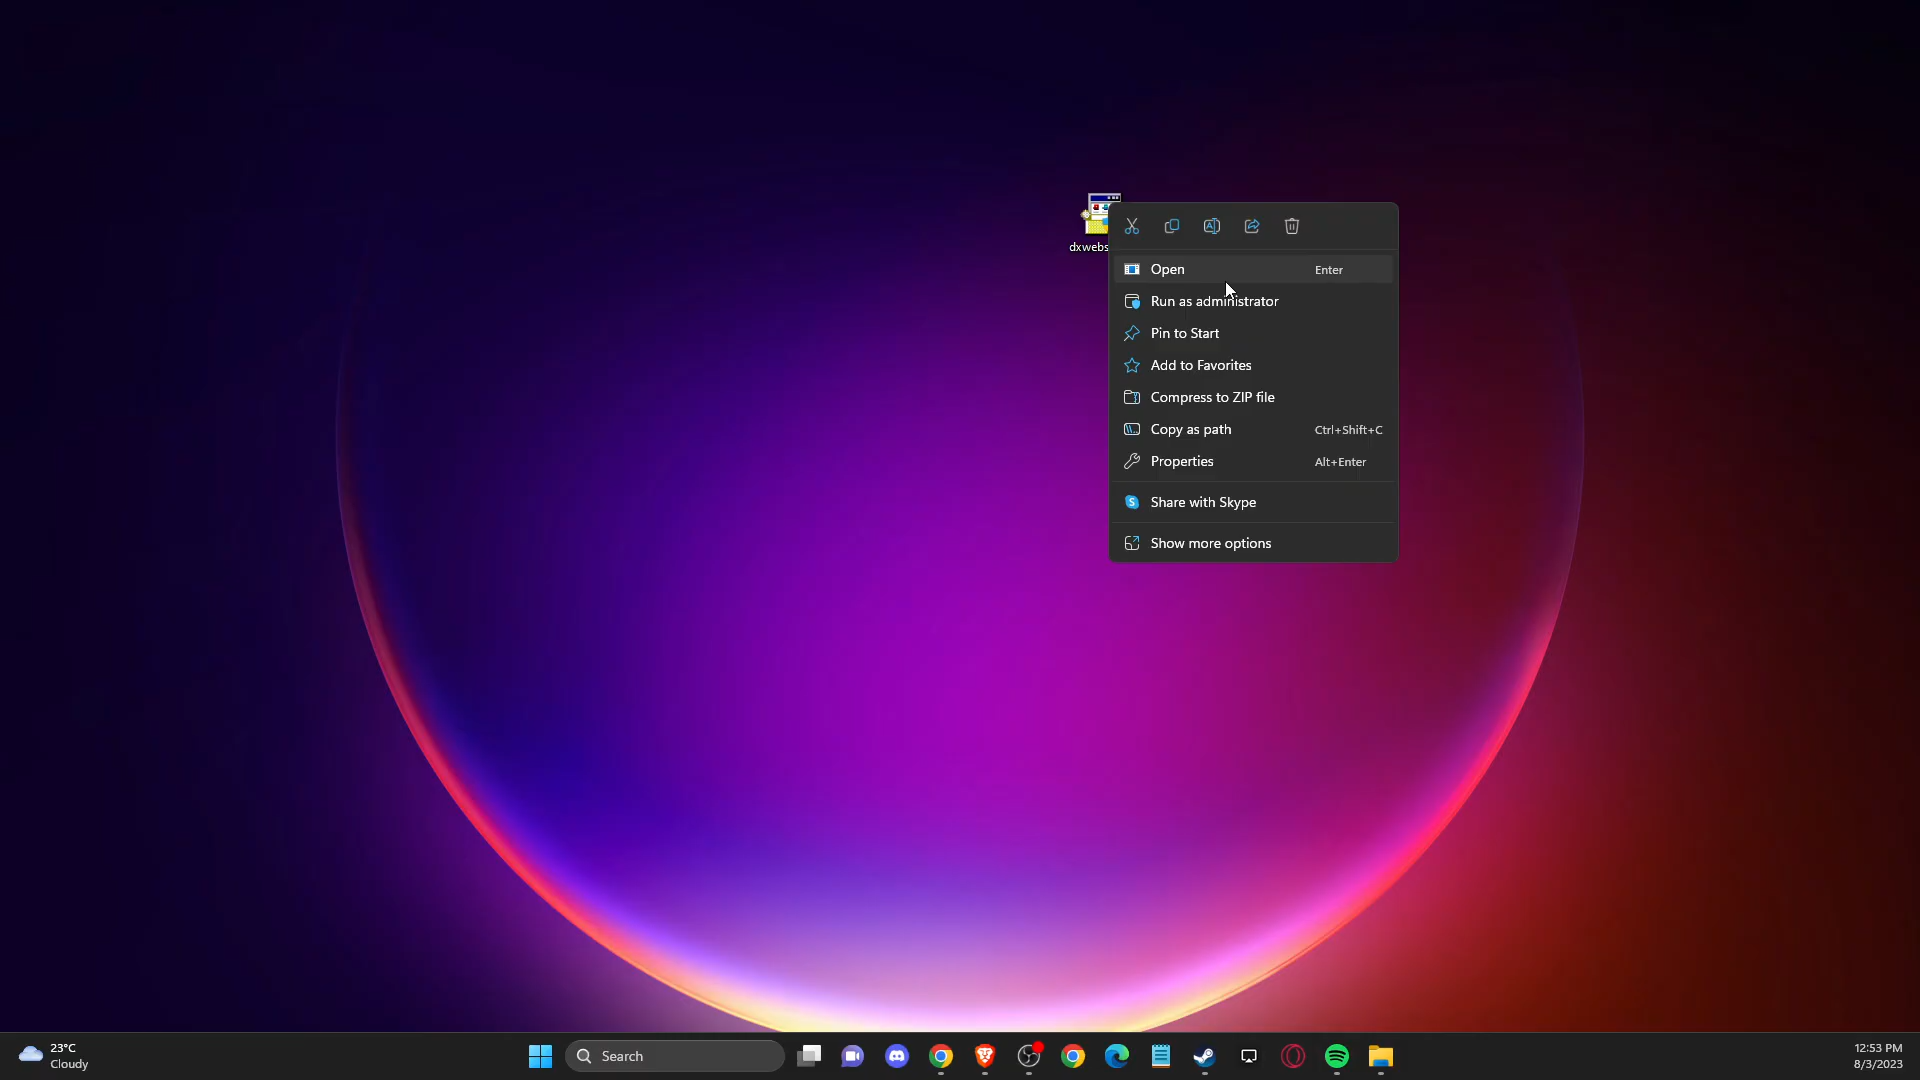 dxwebs
Open Enter
Run as administrator
Pin to Start
Add to Favorites
Compress to ZIP file
Copy as path Ctrl+Shift+C
Properties Alt+Enter
Share with Skype
Show more options
23°C
Cloudy
Search
12:53 PM
8/3/2023